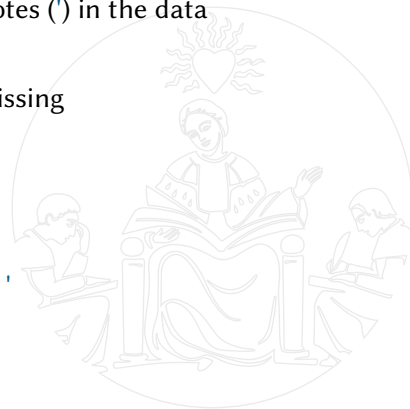 otes (') in the data
issing
'